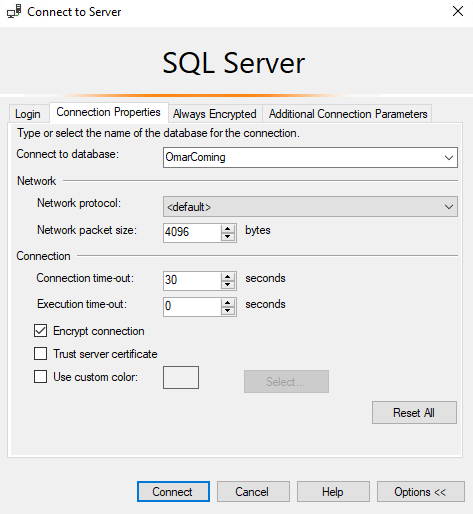 Connect to Server
SQL Server
Login Connection Properties Always Encrypted Additional Connection Parameters
Type or select the name of the database for the connection.
Connect to database: OmarComing
Network
Network protocol: <default>
Network packet size: 4096 bytes
Connection
Connection time-out: 30 seconds
Execution time-out: 0 seconds
Encrypt connection
Trust server certificate
Use custom color: Select...
Reset All
Connect Cancel Help Options <<